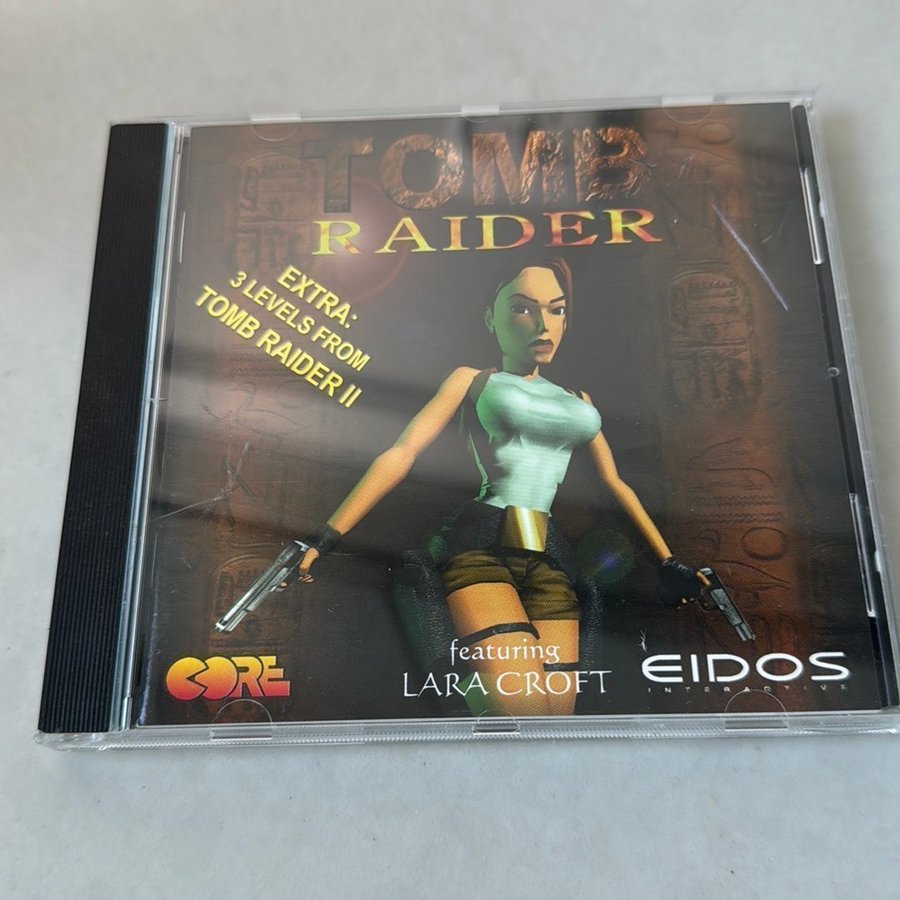 TOMB
RAIDER
EXTRA:
3 LEVELS FROM
TOMB RAIDER II
featuring
LARA CROFT
CORE
EIDOS
INTERACTIVE